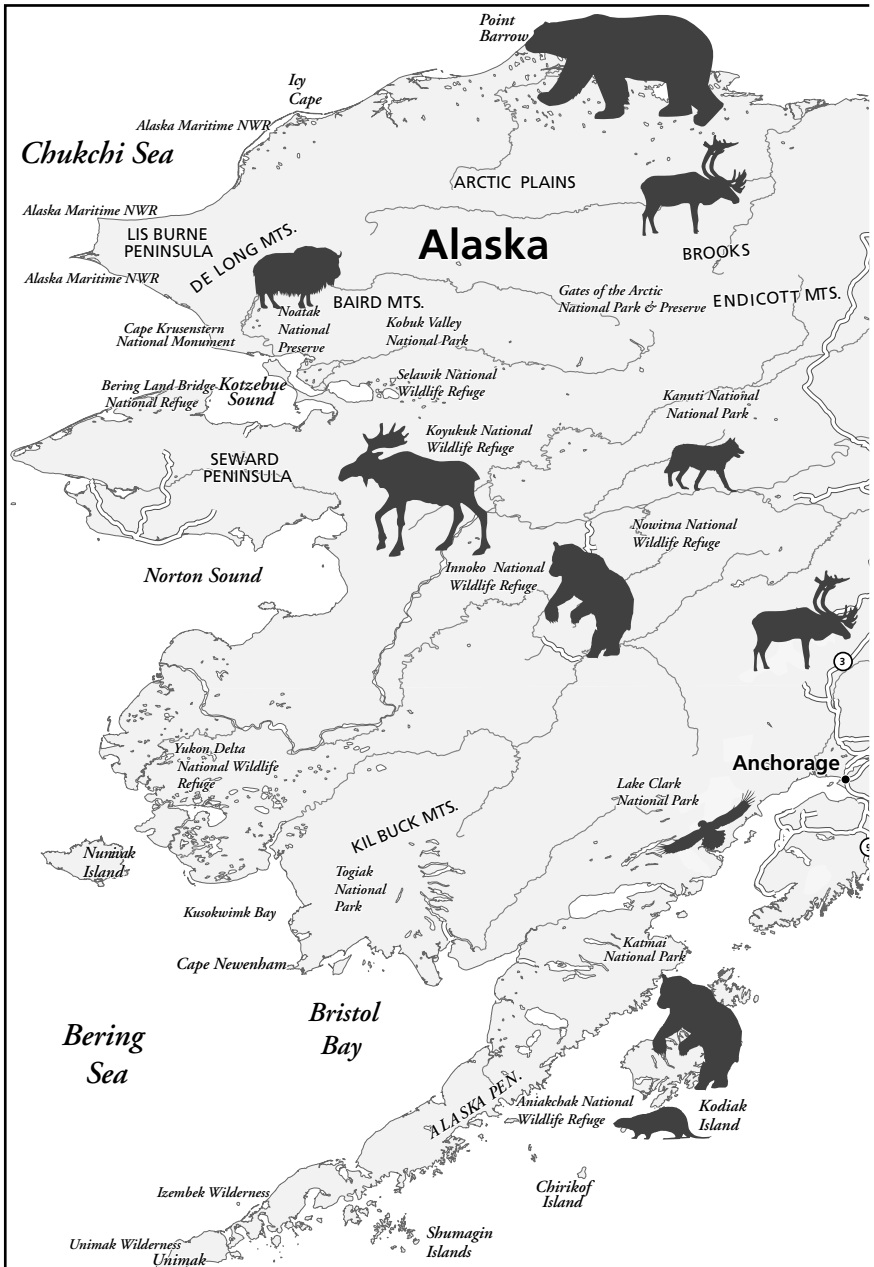 Point
Barrow
Icy
Cape
Alaska Maritime NWR
Chukchi Sea
ARCTIC PLAINS
Alaska Maritime NWR
LIS BURNE
PENINSULA
DE LONG MTS.
Alaska
BROOKS
Alaska Maritime NWR
BAIRD MTS.
Gates of the Arctic
National Park & Preserve
ENDICOTT MTS.
Noatak
National
Preserve
Cape Krusenstern
National Monument
Kobuk Valley
National Park
Selawik National
Wildlife Refuge
Bering Land Bridge
National Refuge
Kotzebue
Sound
Kanuti National
National Park
Koyukuk National
Wildlife Refuge
SEWARD
PENINSULA
Nowitna National
Wildlife Refuge
Norton Sound
Innoko National
Wildlife Refuge
3
Yukon Delta
National Wildlife
Refuge
Anchorage
Lake Clark
National Park
KILBUCK MTS.
Nunivak
Island
9
Togiak
National
Park
Kusokwimk Bay
Katmai
National Park
Cape Newenham
Bristol
Bay
Bering
Sea
ALASKA PEN.
Aniakchak National
Wildlife Refuge
Kodiak
Island
Chirikof
Island
Izembek Wilderness
Shumagin
Islands
Unimak Wilderness
Unimak